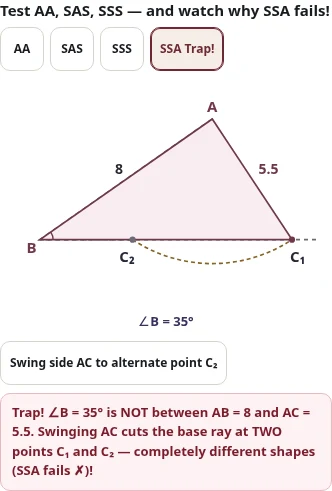 Test AA, SAS, SSS — and watch why SSA fails!
AA
SAS
SSS
SSA Trap!
A
8
5.5
B
C₂
C₁
∠B = 35°
Swing side AC to alternate point C₂
Trap! ∠B = 35° is NOT between AB = 8 and AC =
5.5. Swinging AC cuts the base ray at TWO
points C₁ and C₂ — completely different shapes
(SSA fails ✗)!